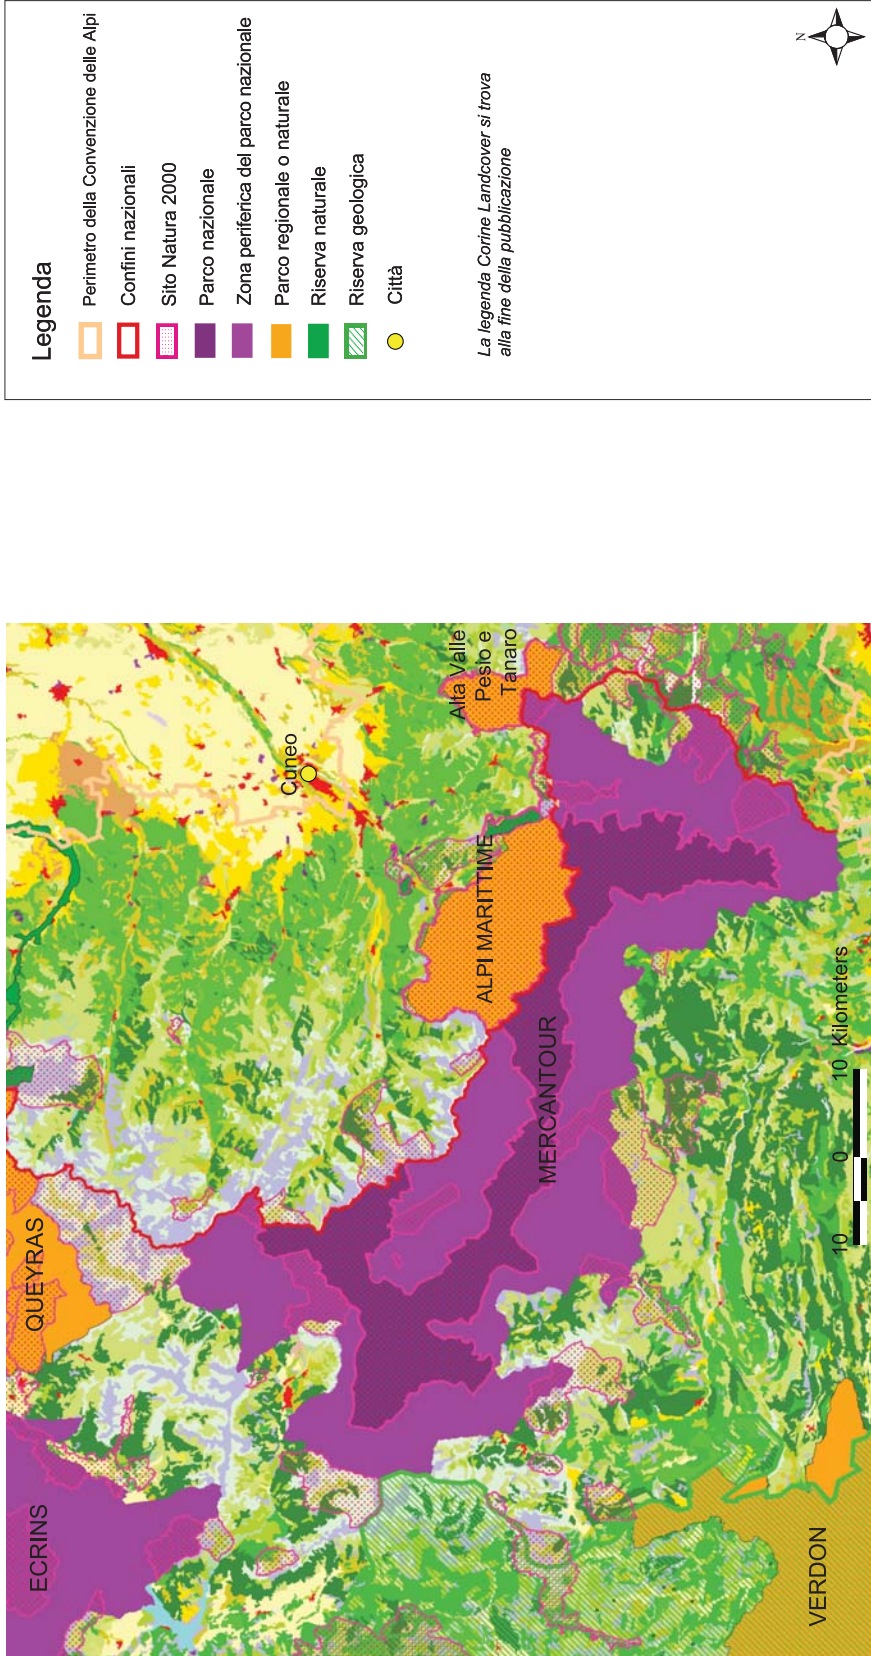 Legenda
Perimetro della Convenzione delle Alpi
Confini nazionali
Sito Natura 2000
Parco nazionale
Zona periferica del parco nazionale
Parco regionale o naturale
Riserva naturale
Riserva geologica
Città
La legenda Corine Landcover si trova
alla fine della pubblicazione
N
ECRINS
QUEYRAS
Cuneo
Alta Valle
Pesio e
Tanaro
ALPI MARITTIME
MERCANTOUR
VERDON
10 0 10 Kilometers